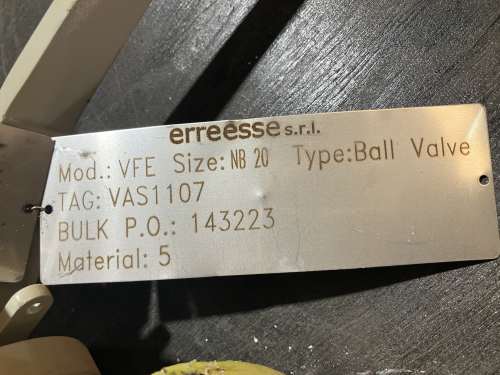 erreesse s.r.l.
Mod.: VFE Size: NB 20 Type:Ball Valve
TAG: VAS1107
BULK P.O.: 143223
Material: 5